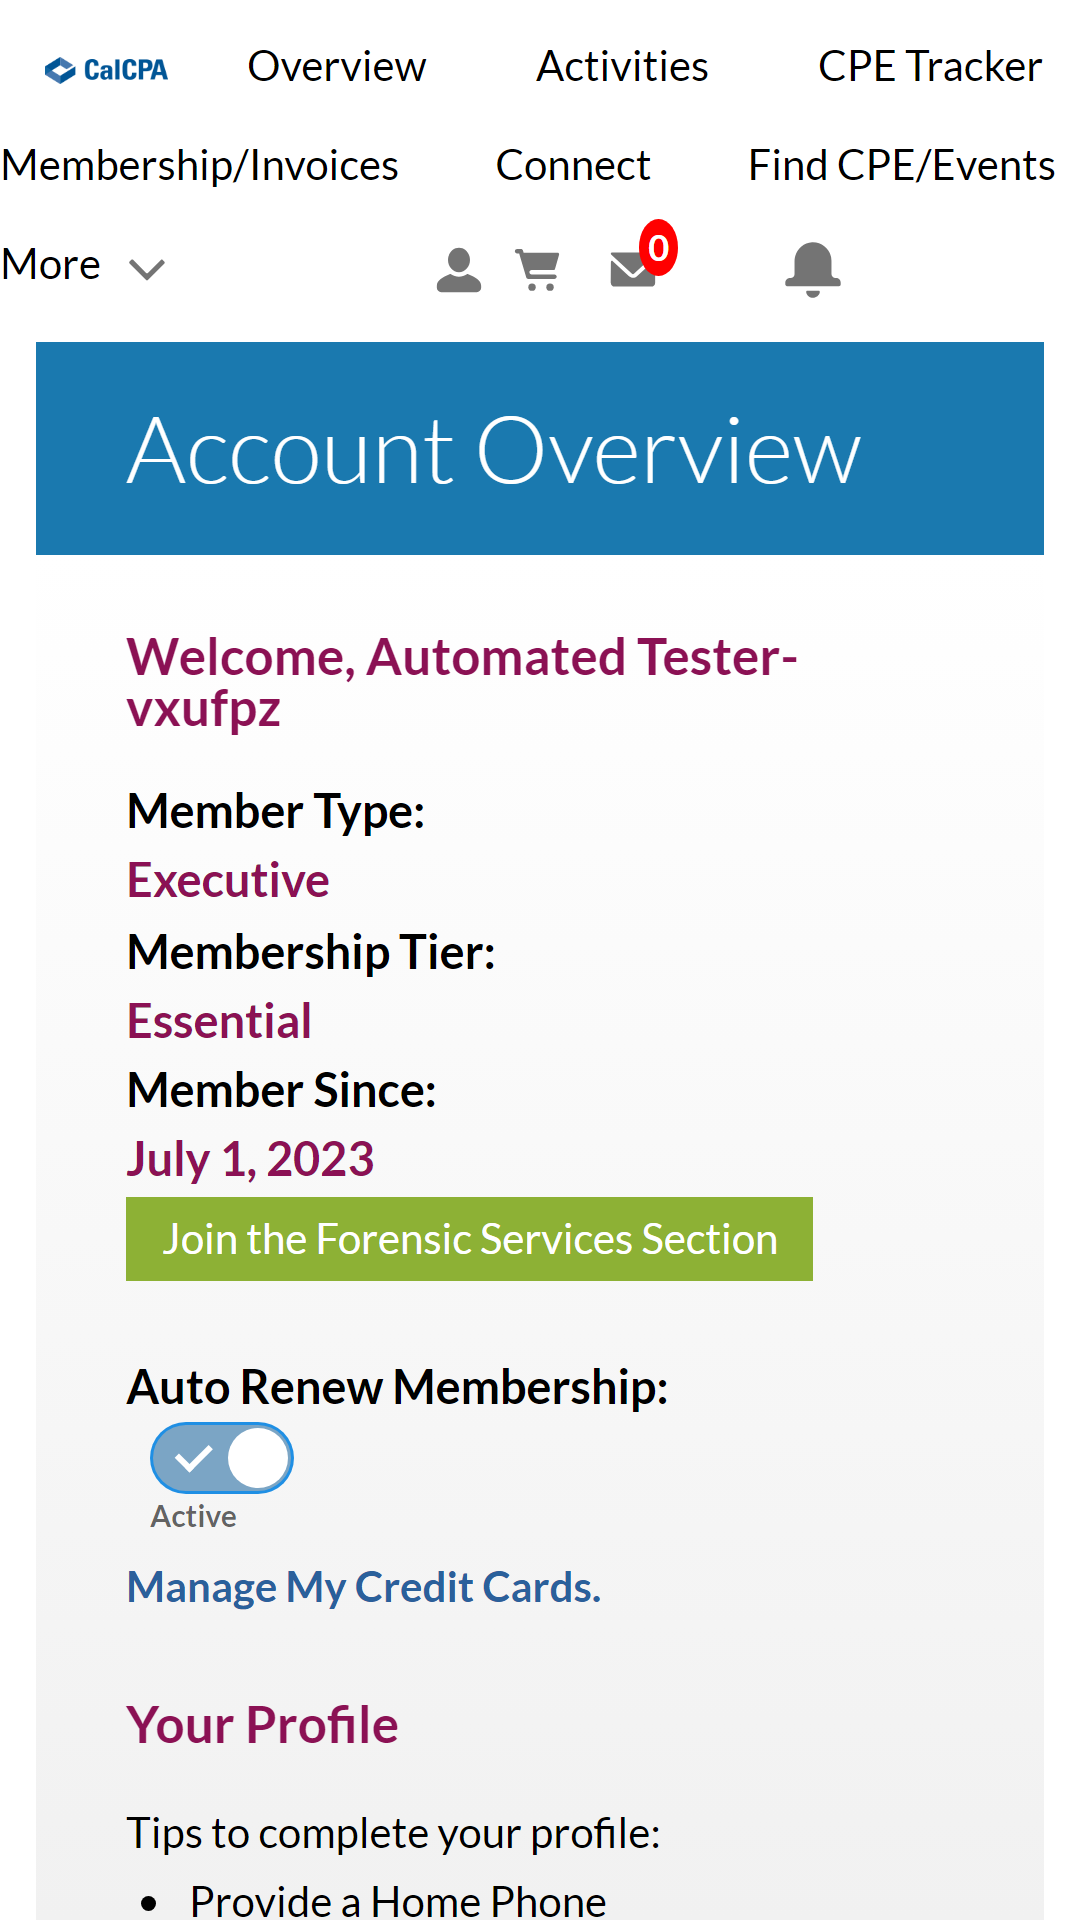 CalCPA Overview Activities CPE Tracker
Membership/Invoices Connect Find CPE/Events
More 0
Account Overview
Welcome, Automated Tester-
vxufpz
Member Type:
Executive
Membership Tier:
Essential
Member Since:
July 1, 2023
Join the Forensic Services Section
Auto Renew Membership:
Active
Manage My Credit Cards.
Your Profile
Tips to complete your profile:
• Provide a Home Phone